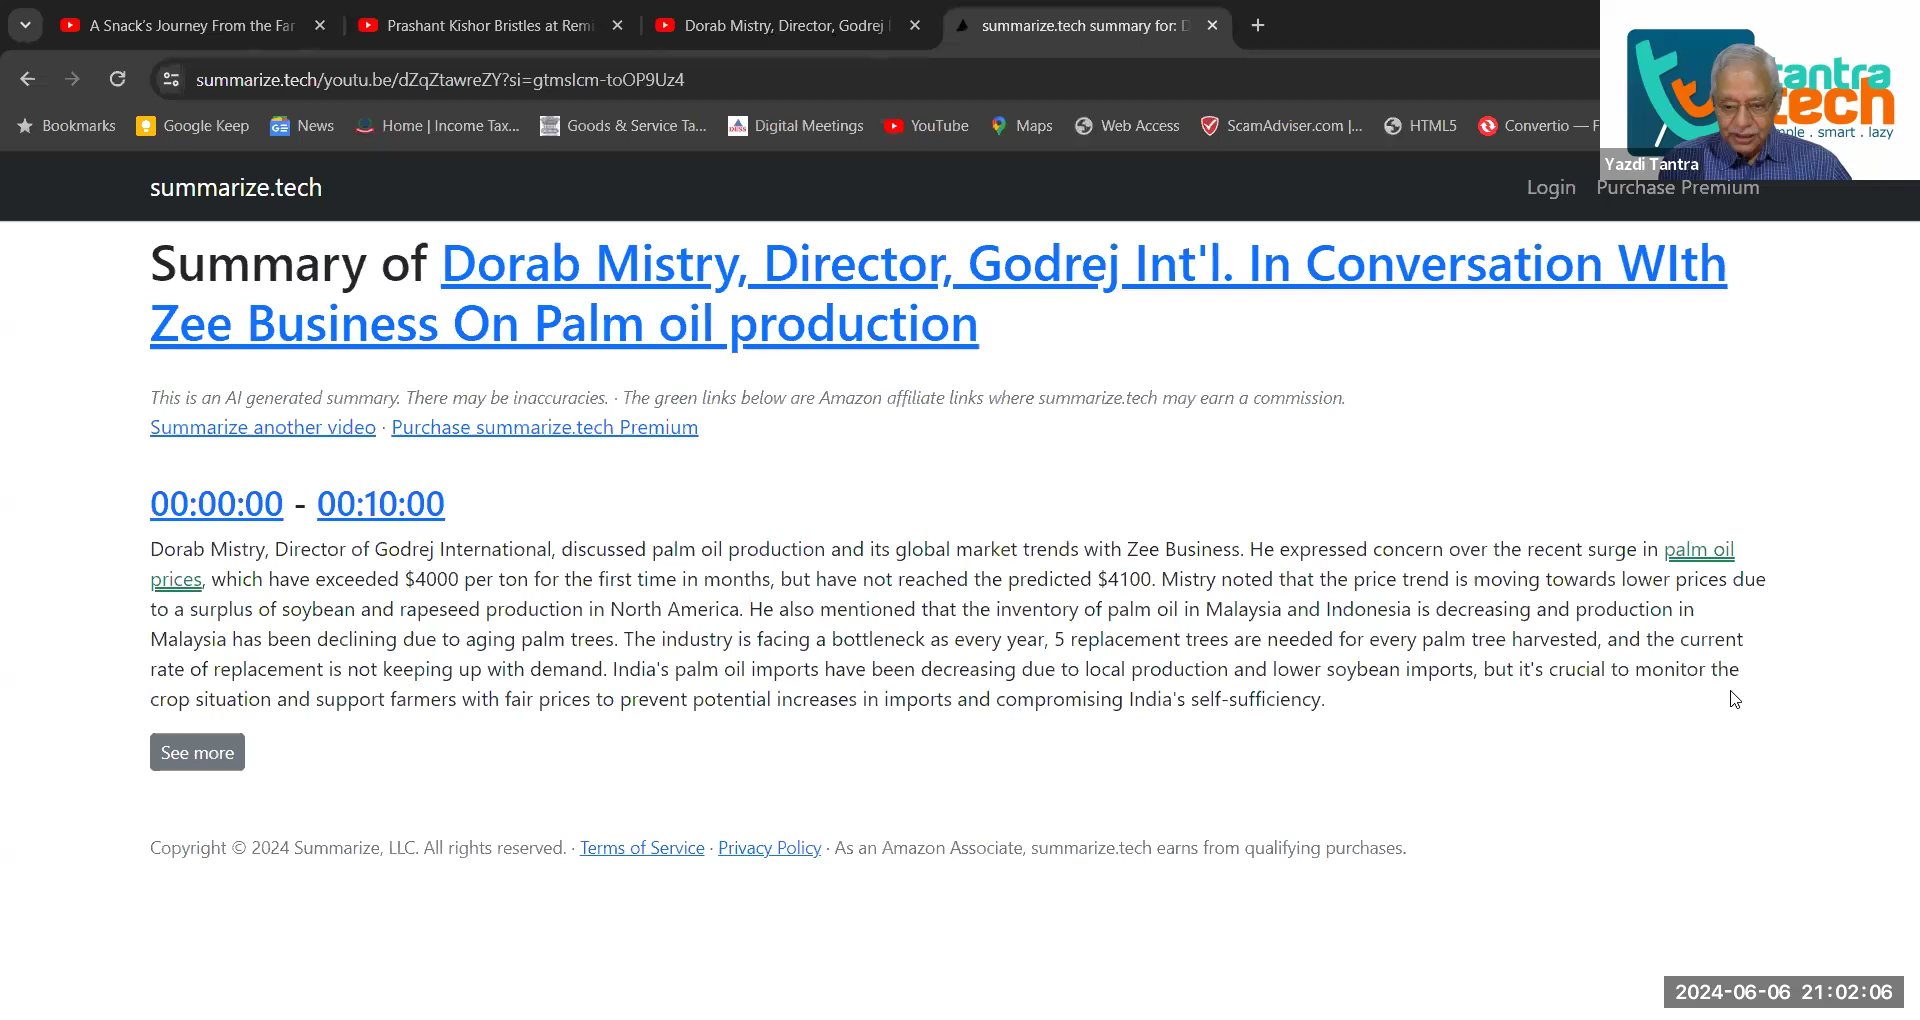 A Snack's Journey From the Far
Prashant Kishor Bristles at Remi
Dorab Mistry, Director, Godrej I
summarize.tech summary for: D
summarize.tech/youtu.be/dZqZtawreZY?si=gtmslcm-toOP9Uz4
Bookmarks
Google Keep
News
Home | Income Tax...
Goods & Service Ta...
Digital Meetings
YouTube
Maps
Web Access
ScamAdviser.com |...
HTML5
Convertio — F
tantra
tech
mple . smart . lazy
Yazdi Tantra
summarize.tech
Login
Purchase Premium
Summary of Dorab Mistry, Director, Godrej Int'l. In Conversation WIth
Zee Business On Palm oil production
This is an AI generated summary. There may be inaccuracies. · The green links below are Amazon affiliate links where summarize.tech may earn a commission.
Summarize another video · Purchase summarize.tech Premium
00:00:00 - 00:10:00
Dorab Mistry, Director of Godrej International, discussed palm oil production and its global market trends with Zee Business. He expressed concern over the recent surge in palm oil
prices, which have exceeded $4000 per ton for the first time in months, but have not reached the predicted $4100. Mistry noted that the price trend is moving towards lower prices due
to a surplus of soybean and rapeseed production in North America. He also mentioned that the inventory of palm oil in Malaysia and Indonesia is decreasing and production in
Malaysia has been declining due to aging palm trees. The industry is facing a bottleneck as every year, 5 replacement trees are needed for every palm tree harvested, and the current
rate of replacement is not keeping up with demand. India's palm oil imports have been decreasing due to local production and lower soybean imports, but it's crucial to monitor the
crop situation and support farmers with fair prices to prevent potential increases in imports and compromising India's self-sufficiency.
See more
Copyright © 2024 Summarize, LLC. All rights reserved. · Terms of Service · Privacy Policy · As an Amazon Associate, summarize.tech earns from qualifying purchases.
2024-06-06 21:02:06